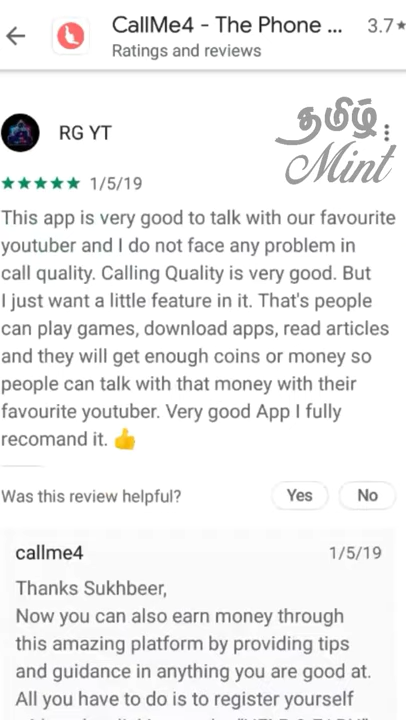 CallMe4 - The Phone ... 3.7★
Ratings and reviews
தமிழ்
Mint
RG YT
★★★★★ 1/5/19
This app is very good to talk with our favourite
youtuber and I do not face any problem in
call quality. Calling Quality is very good. But
I just want a little feature in it. That's people
can play games, download apps, read articles
and they will get enough coins or money so
people can talk with that money with their
favourite youtuber. Very good App I fully
recomand it. 👍
Was this review helpful? Yes No
callme4 1/5/19
Thanks Sukhbeer,
Now you can also earn money through
this amazing platform by providing tips
and guidance in anything you are good at.
All you have to do is to register yourself